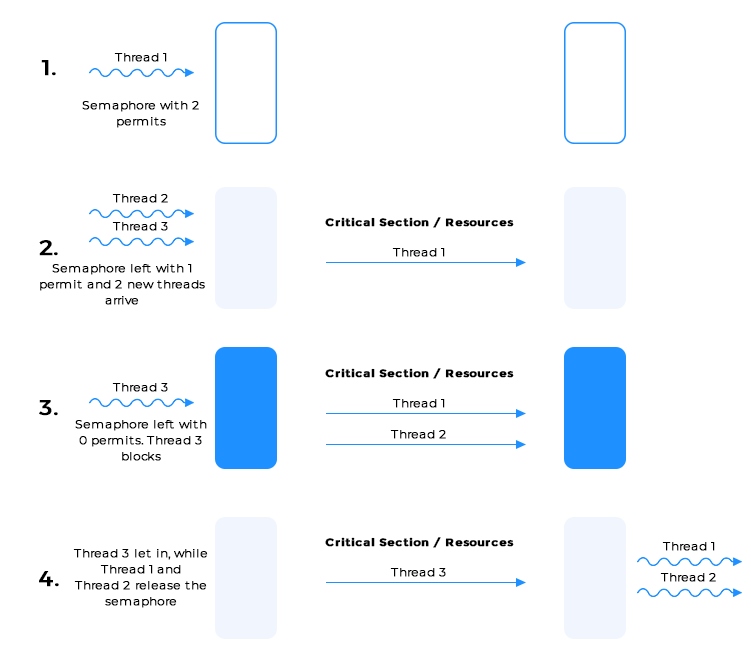 1.
Thread 1
Semaphore with 2
permits
2.
Thread 2
Thread 3
Semaphore left with 1
permit and 2 new threads
arrive
Critical Section / Resources
Thread 1
3.
Thread 3
Semaphore left with
0 permits. Thread 3
blocks
Critical Section / Resources
Thread 1
Thread 2
4.
Thread 3 let in, while
Thread 1 and
Thread 2 release the
semaphore
Critical Section / Resources
Thread 3
Thread 1
Thread 2